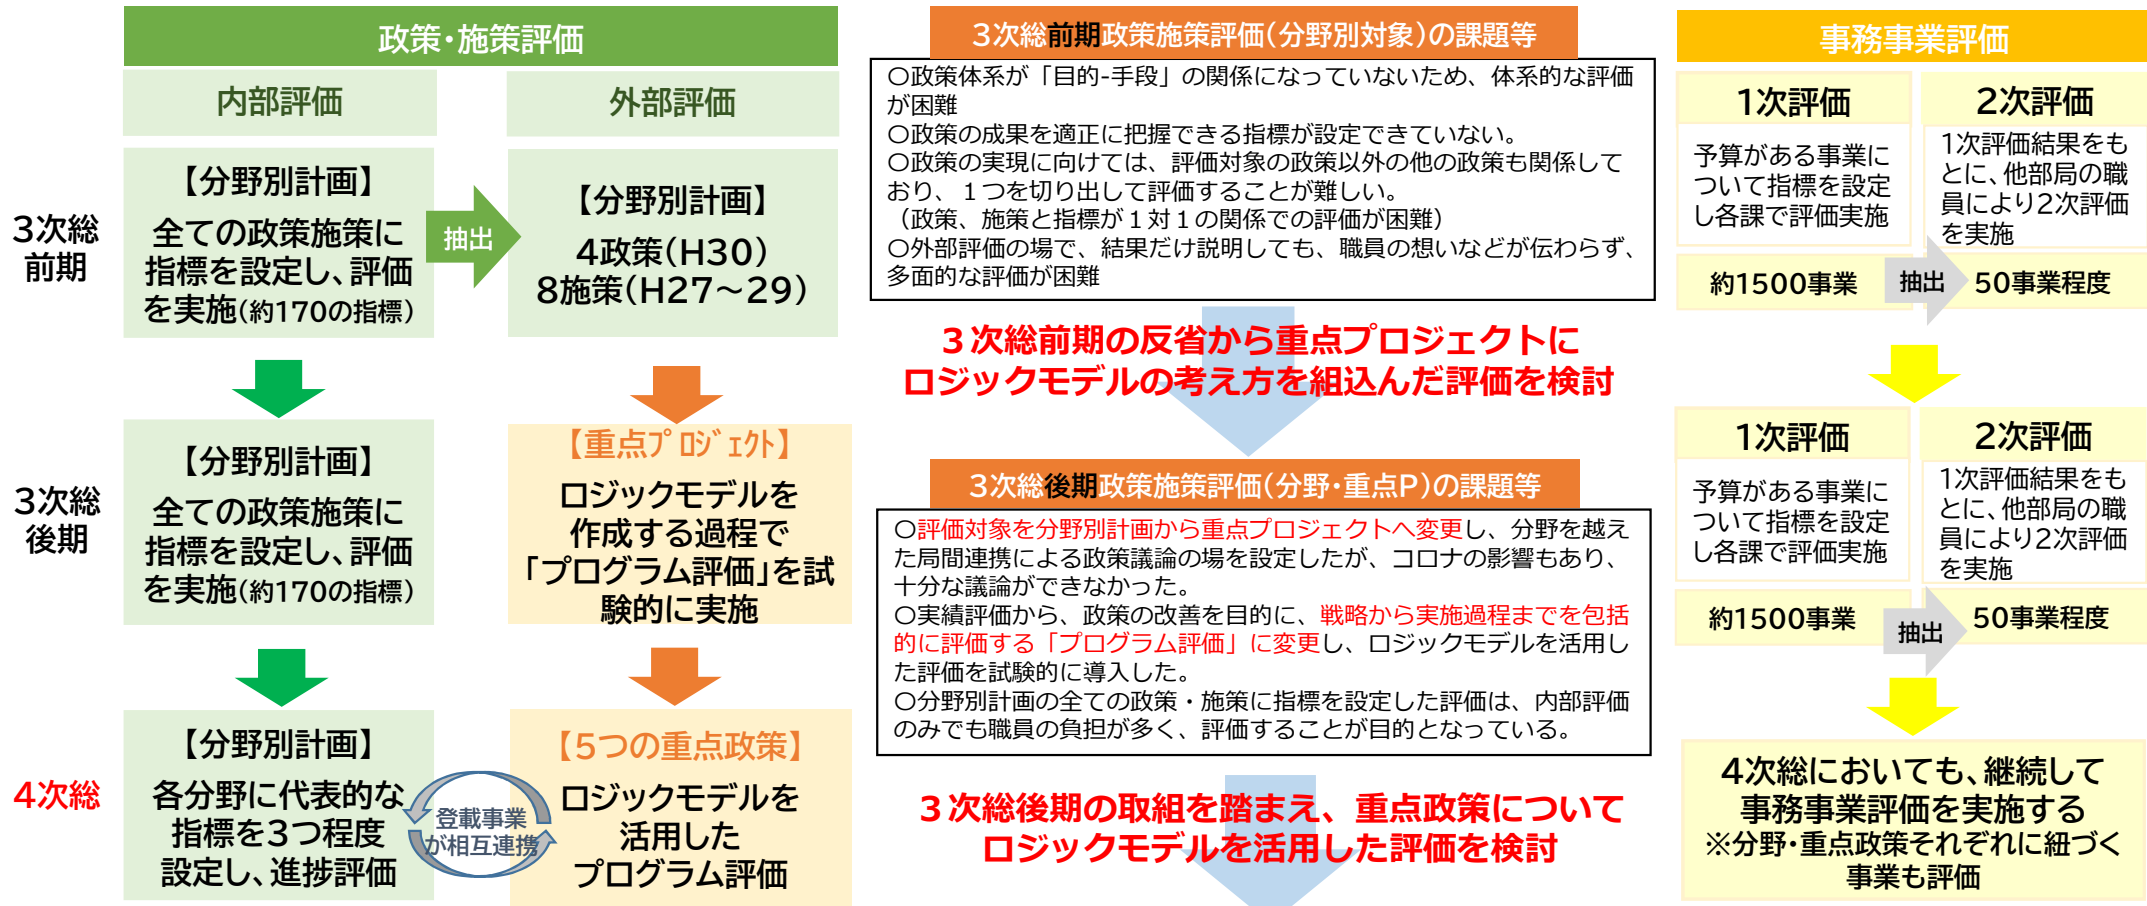 政策・施策評価
内部評価
外部評価
3次総
前期
【分野別計画】
全ての政策施策に
指標を設定し、評価
を実施(約170の指標)
抽出
【分野別計画】
4政策(H30)
8施策(H27～29)
3次総
後期
【分野別計画】
全ての政策施策に
指標を設定し、評価
を実施(約170の指標)
【重点ﾌﾟﾛｼﾞｪｸﾄ】
ロジックモデルを
作成する過程で
「プログラム評価」を試
験的に実施
4次総
【分野別計画】
各分野に代表的な
指標を3つ程度
設定し、進捗評価
登載事業
が相互連携
【5つの重点政策】
ロジックモデルを
活用した
プログラム評価
3次総前期政策施策評価(分野別対象)の課題等
〇政策体系が「目的-手段」の関係になっていないため、体系的な評価
が困難
〇政策の成果を適正に把握できる指標が設定できていない。
〇政策の実現に向けては、評価対象の政策以外の他の政策も関係して
おり、１つを切り出して評価することが難しい。
（政策、施策と指標が１対１の関係での評価が困難）
〇外部評価の場で、結果だけ説明しても、職員の想いなどが伝わらず、
多面的な評価が困難
３次総前期の反省から重点プロジェクトに
ロジックモデルの考え方を組込んだ評価を検討
3次総後期政策施策評価(分野・重点P)の課題等
〇評価対象を分野別計画から重点プロジェクトへ変更し、分野を越え
た局間連携による政策議論の場を設定したが、コロナの影響もあり、
十分な議論ができなかった。
〇実績評価から、政策の改善を目的に、戦略から実施過程までを包括
的に評価する「プログラム評価」に変更し、ロジックモデルを活用し
た評価を試験的に導入した。
〇分野別計画の全ての政策・施策に指標を設定した評価は、内部評価
のみでも職員の負担が多く、評価することが目的となっている。
３次総後期の取組を踏まえ、重点政策について
ロジックモデルを活用した評価を検討
事務事業評価
1次評価
予算がある事業に
ついて指標を設定
し各課で評価実施
約1500事業
抽出
2次評価
1次評価結果をも
とに、他部局の職
員により2次評価
を実施
50事業程度
1次評価
予算がある事業に
ついて指標を設定
し各課で評価実施
約1500事業
抽出
2次評価
1次評価結果をも
とに、他部局の職
員により2次評価
を実施
50事業程度
4次総においても、継続して
事務事業評価を実施する
※分野・重点政策それぞれに紐づく
事業も評価